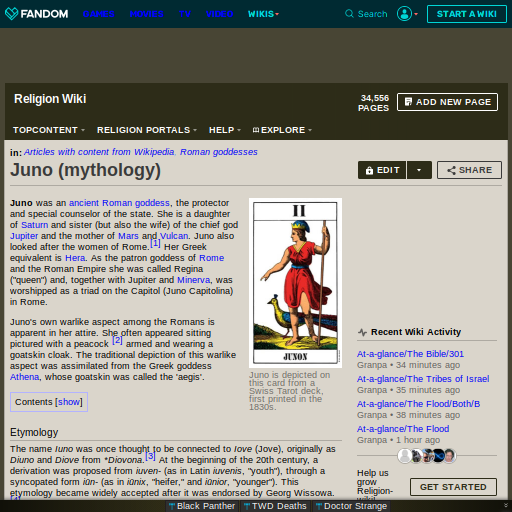 FANDOM GAMES MOVIES TV VIDEO WIKIS Search START A WIKI
Religion Wiki
34,556 PAGES ADD NEW PAGE
TOPCONTENT RELIGION PORTALS HELP EXPLORE
in: Articles with content from Wikipedia, Roman goddesses
Juno (mythology)
EDIT SHARE
Juno was an ancient Roman goddess, the protector
and special counselor of the state. She is a daughter
of Saturn and sister (but also the wife) of the chief god
Jupiter and the mother of Mars and Vulcan. Juno also
looked after the women of Rome.[1] Her Greek
equivalent is Hera. As the patron goddess of Rome
and the Roman Empire she was called Regina
("queen") and, together with Jupiter and Minerva, was
worshipped as a triad on the Capitol (Juno Capitolina)
in Rome.
Juno's own warlike aspect among the Romans is
apparent in her attire. She often appeared sitting
pictured with a peacock [2] armed and wearing a
goatskin cloak. The traditional depiction of this warlike
aspect was assimilated from the Greek goddess
Athena, whose goatskin was called the 'aegis'.
II
JUNON
Juno is depicted on
this card from a
Swiss Tarot deck,
first printed in the
1830s.
Contents [show]
Etymology
The name Iuno was once thought to be connected to Iove (Jove), originally as
Diuno and Diove from *Diovona.[3] At the beginning of the 20th century, a
derivation was proposed from iuven- (as in Latin iuvenis, "youth"), through a
syncopated form iūn- (as in iūnix, "heifer," and iūnior, "younger"). This
etymology became widely accepted after it was endorsed by Georg Wissowa.
Recent Wiki Activity
At-a-glance/The Bible/301
Granpa • 34 minutes ago
At-a-glance/The Tribes of Israel
Granpa • 35 minutes ago
At-a-glance/The Flood/Both/B
Granpa • 38 minutes ago
At-a-glance/The Flood
Granpa • 1 hour ago
Help us
grow
Religion-
wiki!
GET STARTED
Black Panther TWD Deaths Doctor Strange